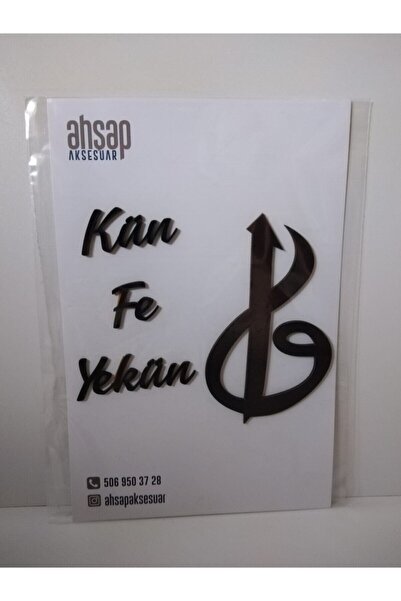 ahşap
AKSESUAR
Kün
Fe
Yekün
506 950 37 28
ahsapaksesuar